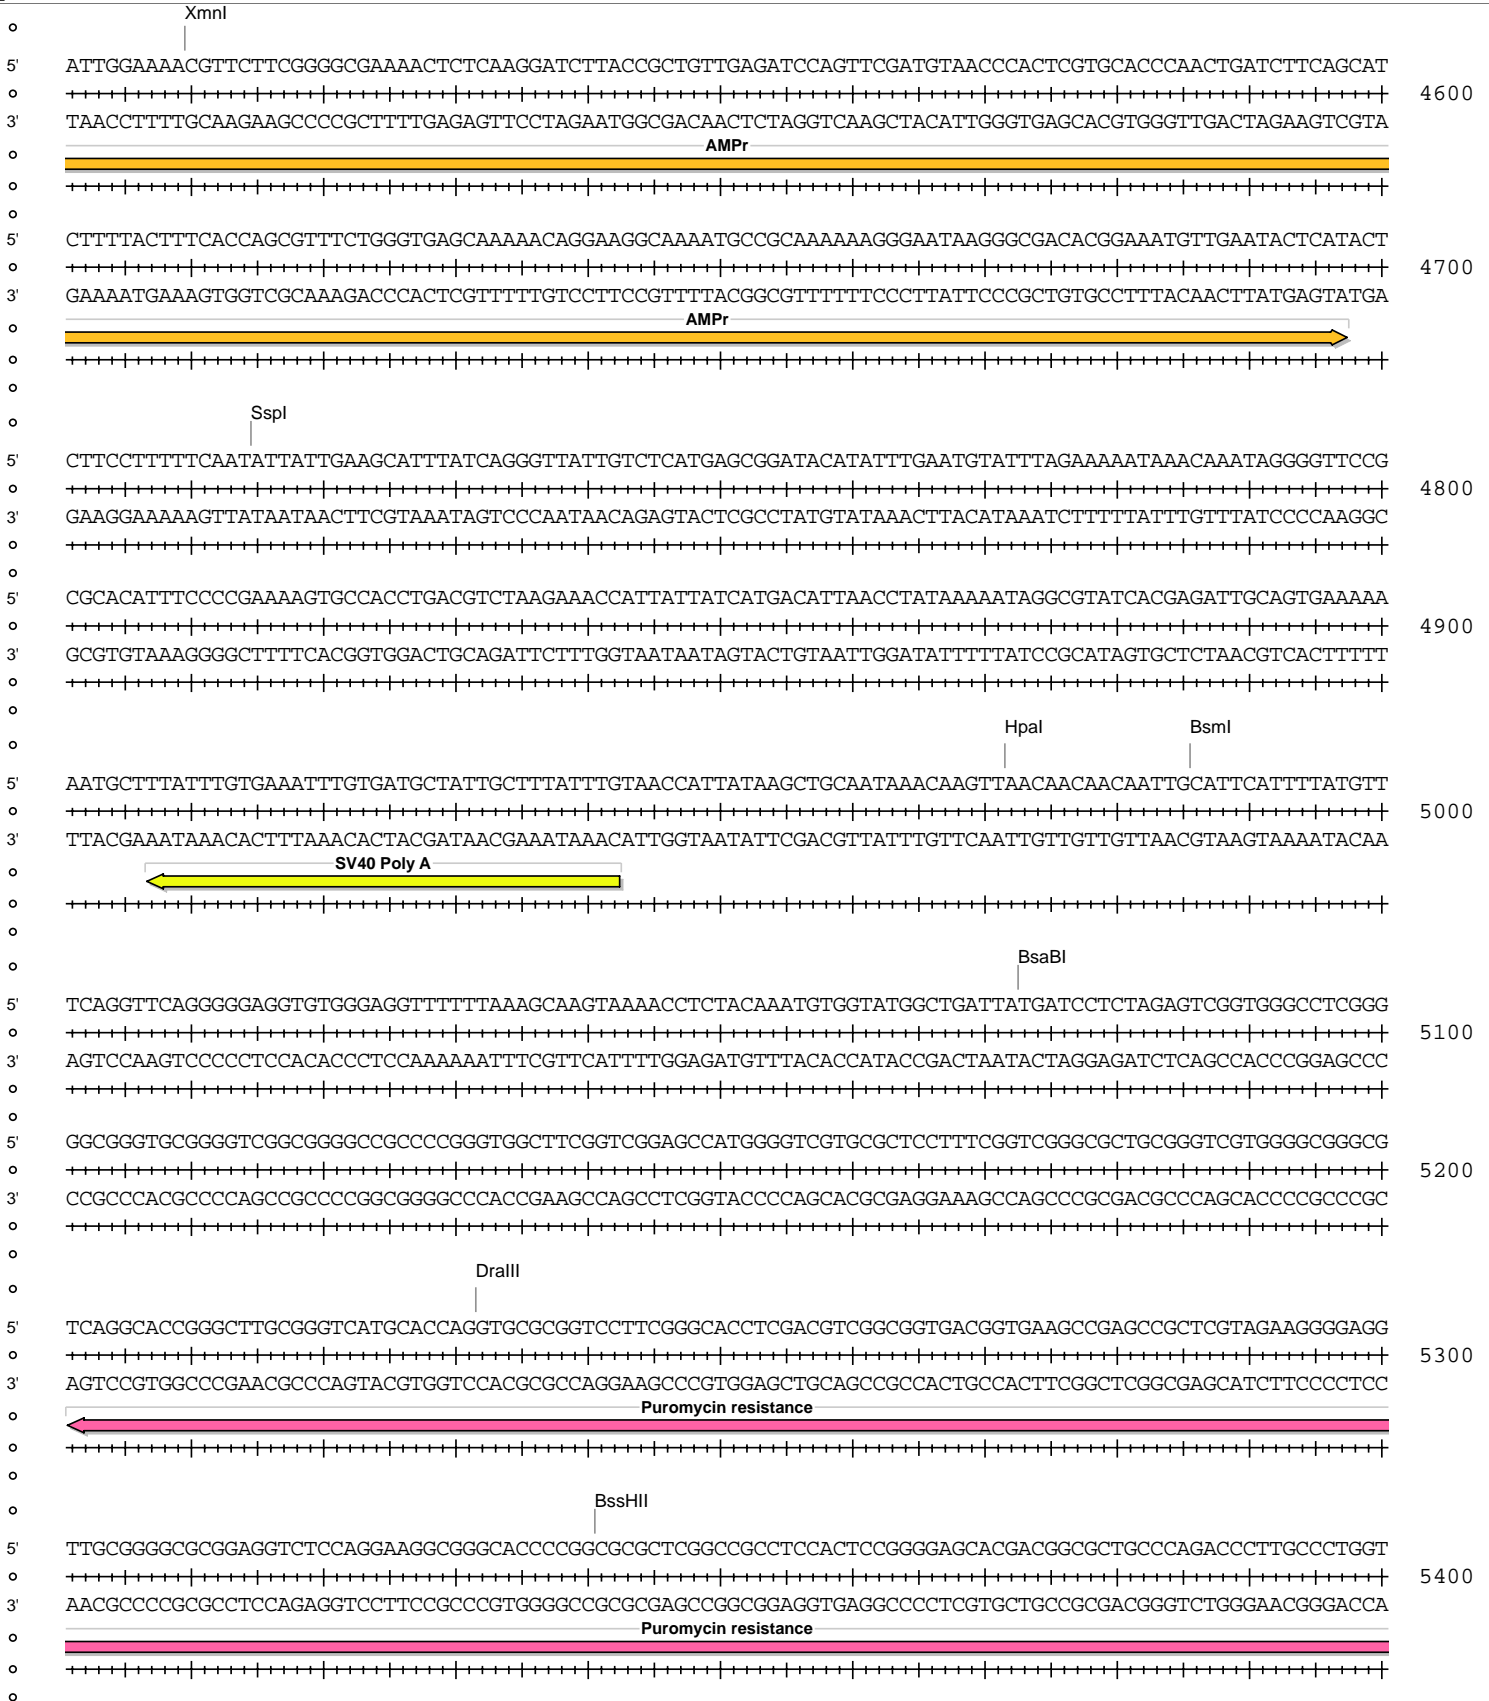 XmnI
5' ATTGGAAAACGTTCTTCGGGGCGAAAACTCTCAAGGATCTTACCGCTGTTGAGATCCAGTTCGATGTAACCCACTCGTGCACCCAACTGATCTTCAGCAT
4600
3' TAACCTTTTGCAAGAAGCCCCGCTTTTGAGAGTTCCTAGAATGGCGACAACTCTAGGTCAAGCTACATTGGGTGAGCACGTGGGTTGACTAGAAGTCGTA
AMPr
5' CTTTTACTTTCACCAGCGTTTCTGGGTGAGCAAAAACAGGAAGGCAAAATGCCGCAAAAAAGGGAATAAGGGCGACACGGAAATGTTGAATACTCATACT
4700
3' GAAAATGAAAGTGGTCGCAAAGACCCACTCGTTTTTGTCCTTCCGTTTTACGGCGTTTTTTCCCTTATTCCCGCTGTGCCTTTACAACTTATGAGTATGA
AMPr
SspI
5' CTTCCTTTTTCAATATTATTGAAGCATTTATCAGGGTTATTGTCTCATGAGCGGATACATATTTGAATGTATTTAGAAAAATAAACAAATAGGGGTTCCG
4800
3' GAAGGAAAAAGTTATAATAACTTCGTAAATAGTCCCAATAACAGAGTACTCGCCTATGTATAAACTTACATAAATCTTTTTATTTGTTTATCCCCAAGGC
5' CGCACATTTCCCCGAAAAGTGCCACCTGACGTCTAAGAAACCATTATTATCATGACATTAACCTATAAAAATAGGCGTATCACGAGATTGCAGTGAAAAA
4900
3' GCGTGTAAAGGGGCTTTTCACGGTGGACTGCAGATTCTTTGGTAATAATAGTACTGTAATTGGATATTTTTATCCGCATAGTGCTCTAACGTCACTTTTT
HpaI BsmI
5' AATGCTTTATTTGTGAAATTTGTGATGCTATTGCTTTATTTGTAACCATTATAAGCTGCAATAAACAAGTTAACAACAACAATTGCATTCATTTTATGTT
5000
3' TTACGAAATAAACACTTTAAACACTACGATAACGAAATAAACATTGGTAATATTCGACGTTATTTGTTCAATTGTTGTTGTTAACGTAAGTAAAATACAA
SV40 Poly A
BsaBI
5' TCAGGTTCAGGGGGAGGTGTGGGAGGTTTTTTAAAGCAAGTAAAACCTCTACAAATGTGGTATGGCTGATTATGATCCTCTAGAGTCGGTGGGCCTCGGG
5100
3' AGTCCAAGTCCCCCTCCACACCCTCCAAAAAATTTCGTTCATTTTGGAGATGTTTACACCATACCGACTAATACTAGGAGATCTCAGCCACCCGGAGCCC
5' GGCGGGTGCGGGGTCGGCGGGGCCGCCCCGGGTGGCTTCGGTCGGAGCCATGGGGTCGTGCGCTCCTTTCGGTCGGGCGCTGCGGGTCGTGGGGCGGGCG
5200
3' CCGCCCACGCCCCAGCCGCCCCGGCGGGGCCCACCGAAGCCAGCCTCGGTACCCCAGCACGCGAGGAAAGCCAGCCCGCGACGCCCAGCACCCCGCCCGC
DraIII
5' TCAGGCACCGGGCTTGCGGGTCATGCACCAGGTGCGCGGTCCTTCGGGCACCTCGACGTCGGCGGTGACGGTGAAGCCGAGCCGCTCGTAGAAGGGGAGG
5300
3' AGTCCGTGGCCCGAACGCCCAGTACGTGGTCCACGCGCCAGGAAGCCCGTGGAGCTGCAGCCGCCACTGCCACTTCGGCTCGGCGAGCATCTTCCCCTCC
Puromycin resistance
BssHII
5' TTGCGGGGCGCGGAGGTCTCCAGGAAGGCGGGCACCCCGGCGCGCTCGGCCGCCTCCACTCCGGGGAGCACGACGGCGCTGCCCAGACCCTTGCCCTGGT
5400
3' AACGCCCCGCGCCTCCAGAGGTCCTTCCGCCCGTGGGGCCGCGCGAGCCGGCGGAGGTGAGGCCCCTCGTGCTGCCGCGACGGGTCTGGGAACGGGACCA
Puromycin resistance